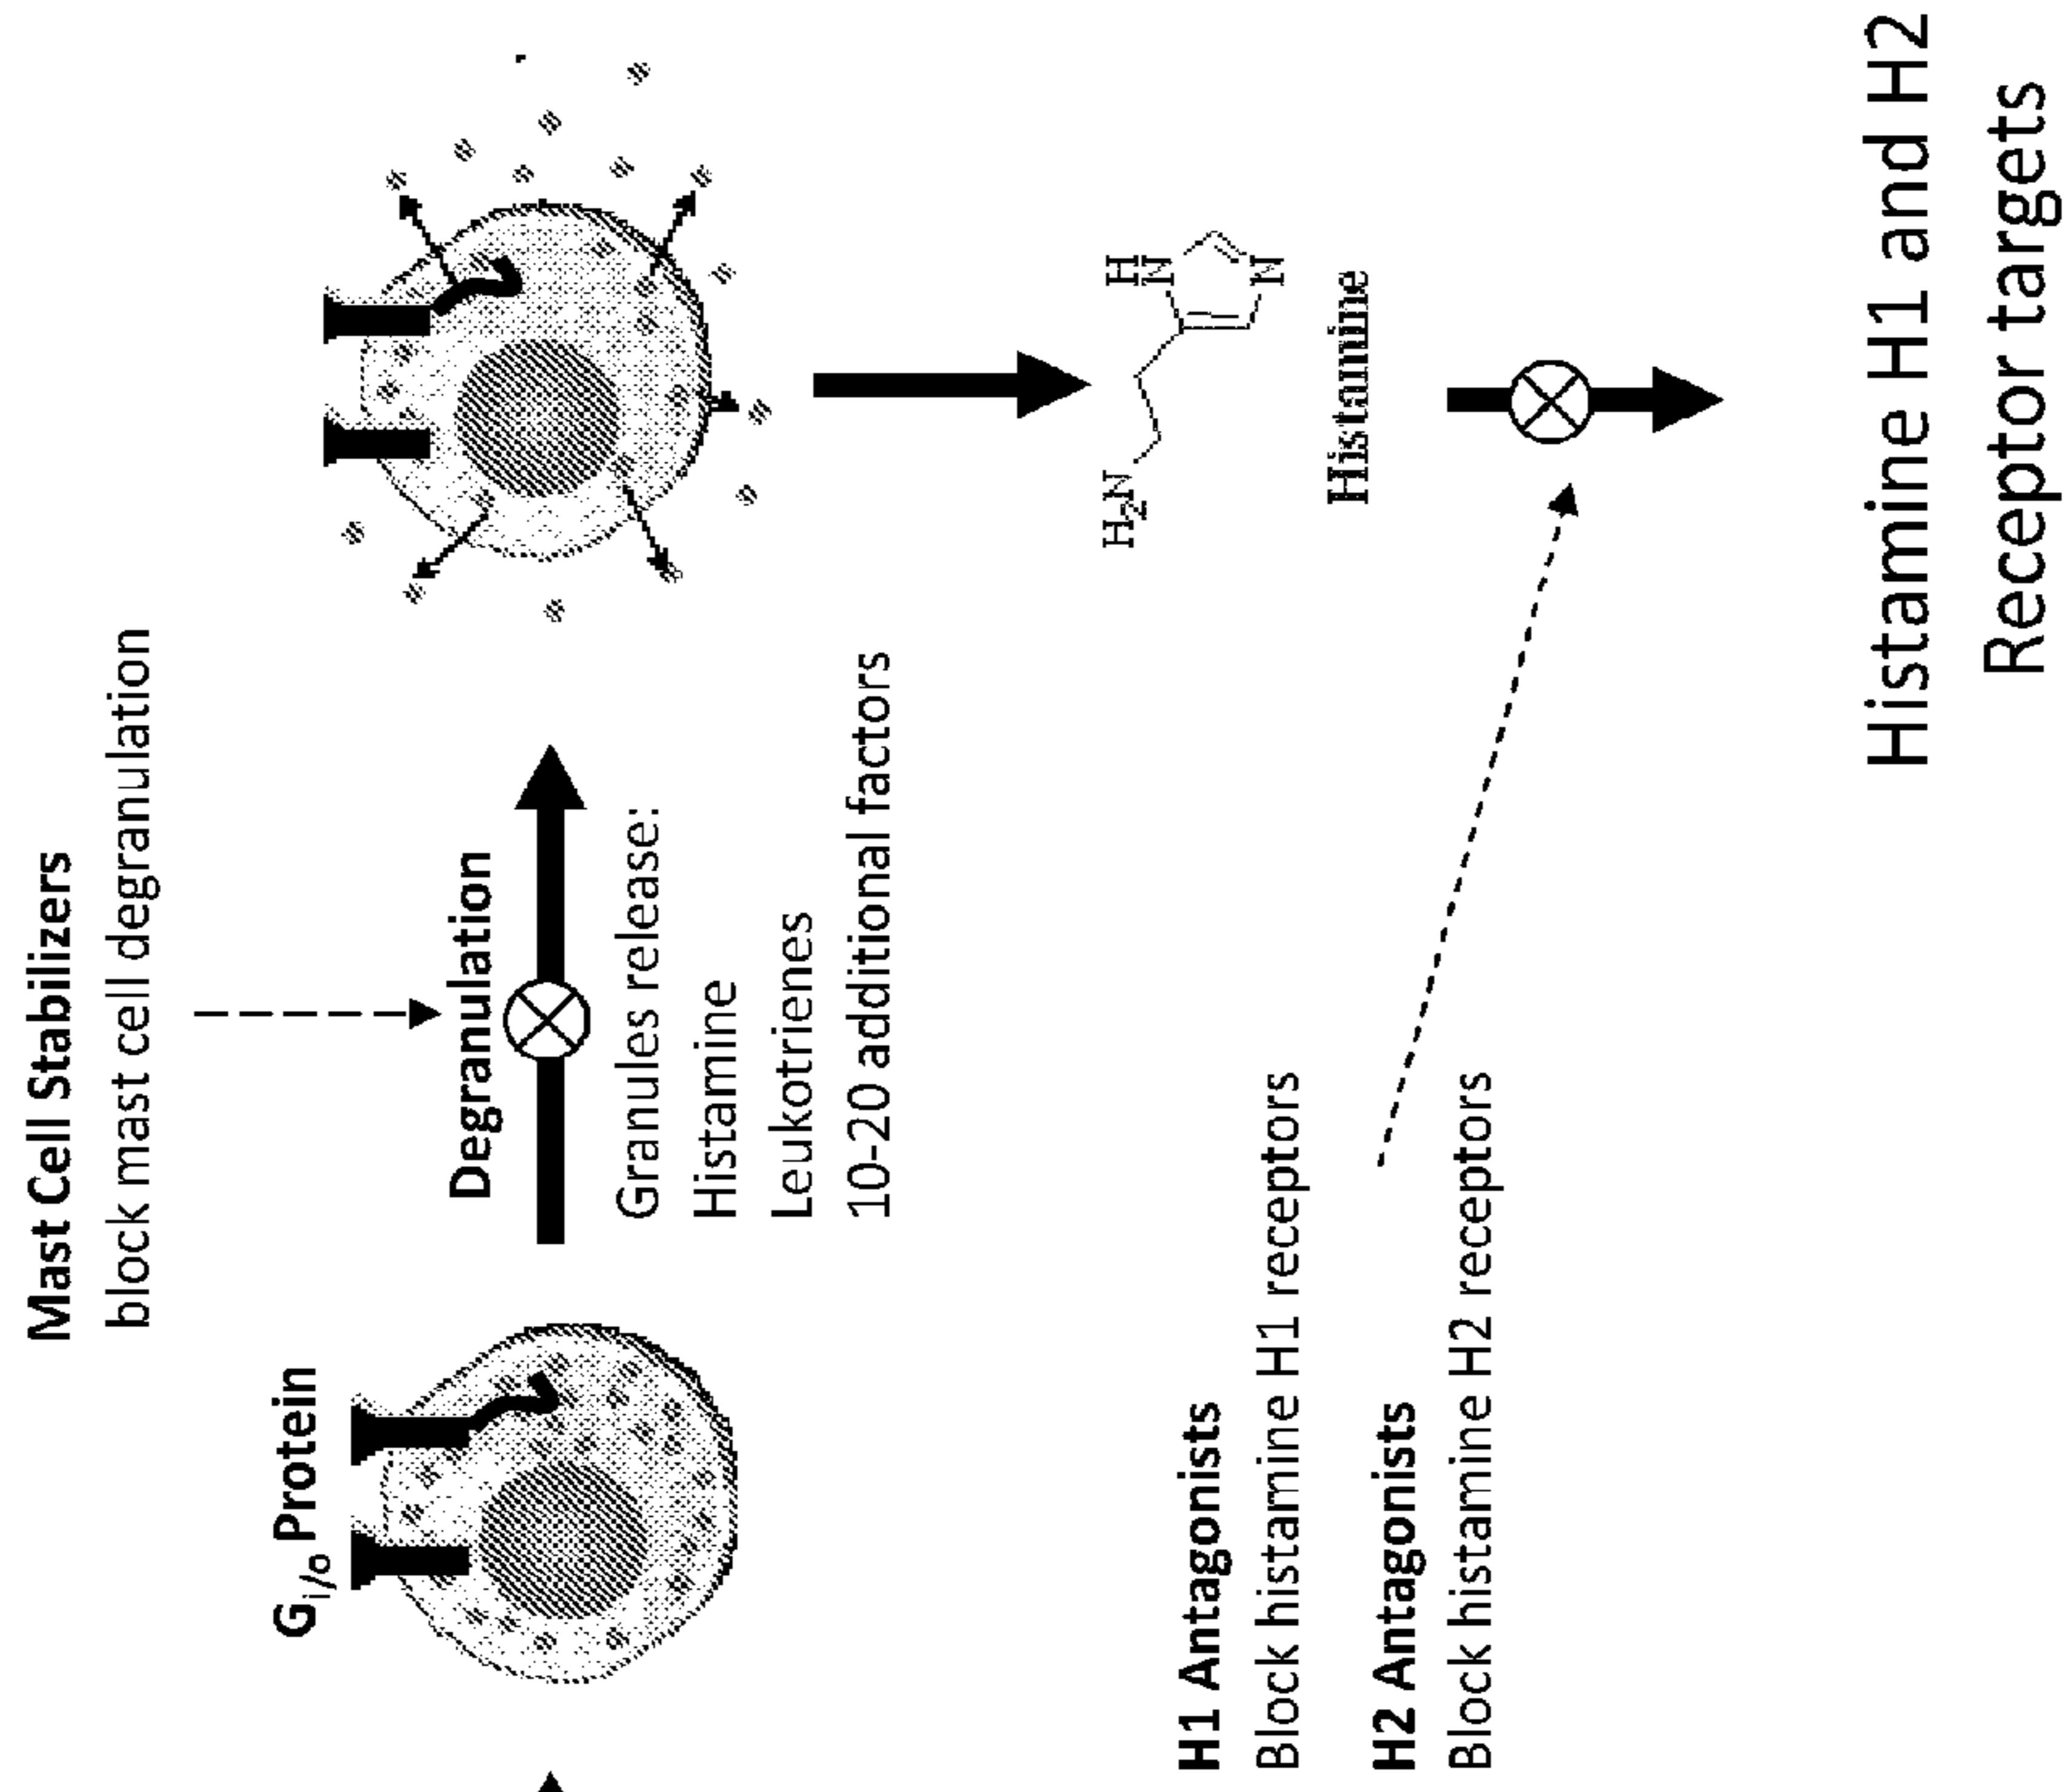 Mast Cell Stabilizers
block mast cell degranulation
Gi/o Protein
Degranulation
Granules release:
Histamine
Leukotrienes
10-20 additional factors
H
N
N
H2N
Histamine
H1 Antagonists
Block histamine H1 receptors
H2 Antagonists
Block histamine H2 receptors
Histamine H1 and H2
Receptor targets